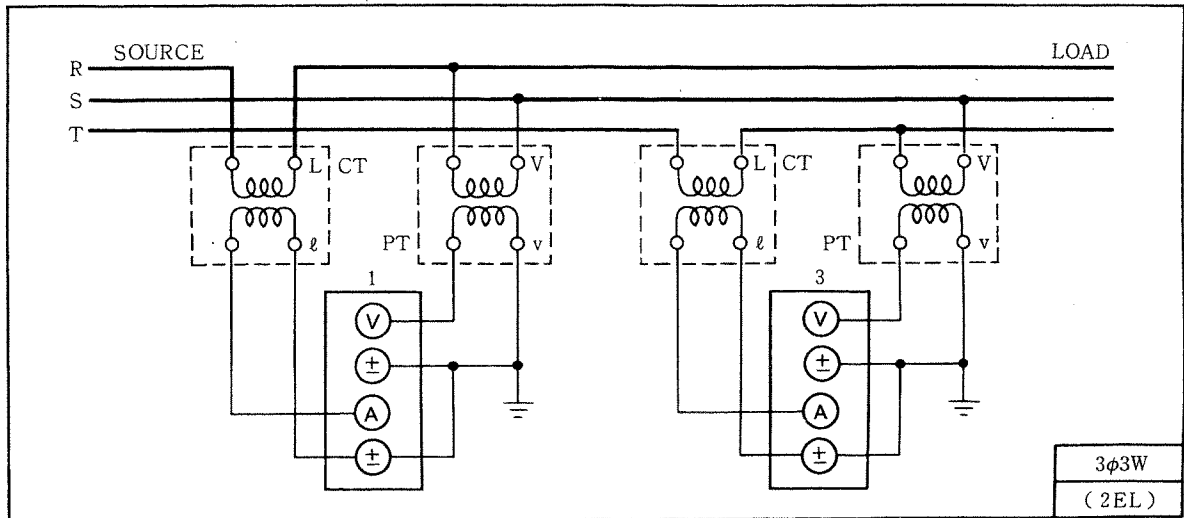 SOURCE
LOAD
R
S
T
L CT
V
L CT
V
ℓ
PT
v
ℓ
PT
v
1
3
V
V
±
±
A
A
±
±
3φ3W
(2EL)